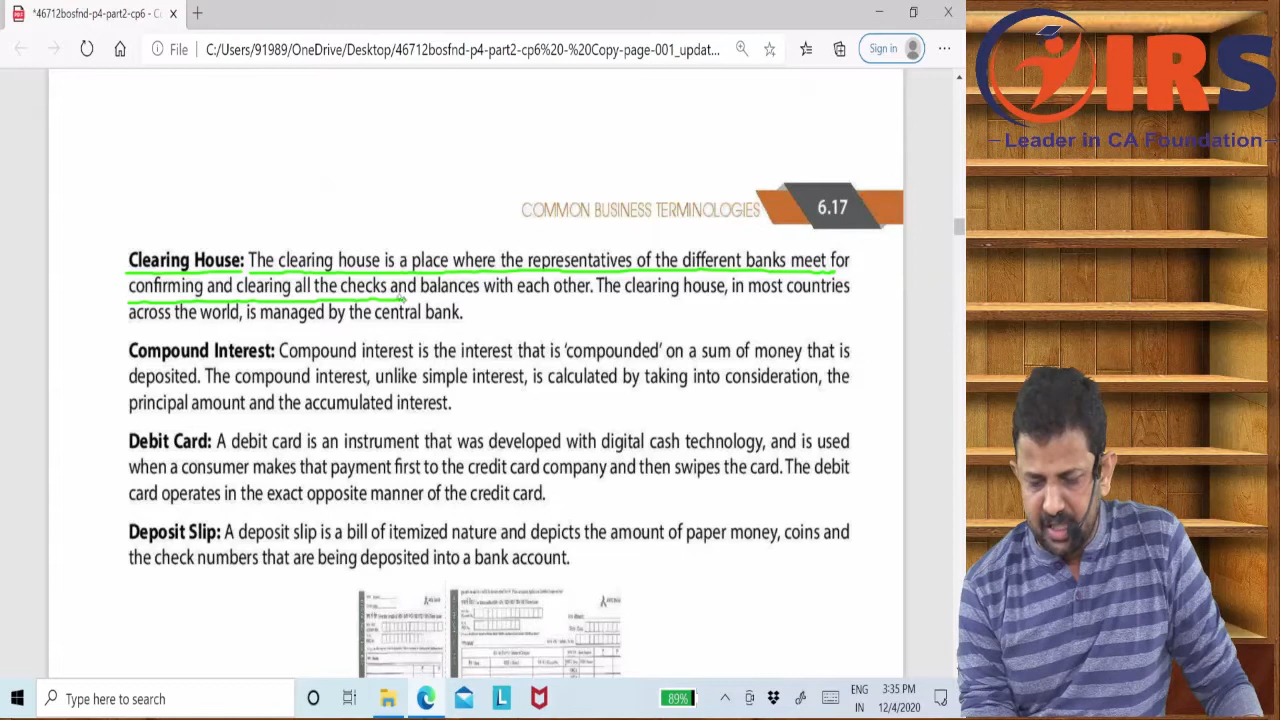 *46712bosfnd-p4-part2-cp6 - Co
File
C:/Users/91989/OneDrive/Desktop/46712bosfnd-p4-part2-cp6%20-%20Copy-page-001_updat...
Sign in
IRS
Leader in CA Foundation
COMMON BUSINESS TERMINOLOGIES
6.17
Clearing House: The clearing house is a place where the representatives of the different banks meet for
confirming and clearing all the checks and balances with each other. The clearing house, in most countries
across the world, is managed by the central bank.
Compound Interest: Compound interest is the interest that is ‘compounded’ on a sum of money that is
deposited. The compound interest, unlike simple interest, is calculated by taking into consideration, the
principal amount and the accumulated interest.
Debit Card: A debit card is an instrument that was developed with digital cash technology, and is used
when a consumer makes that payment first to the credit card company and then swipes the card. The debit
card operates in the exact opposite manner of the credit card.
Deposit Slip: A deposit slip is a bill of itemized nature and depicts the amount of paper money, coins and
the check numbers that are being deposited into a bank account.
Type here to search
89%
ENG
IN
3:35 PM
12/4/2020